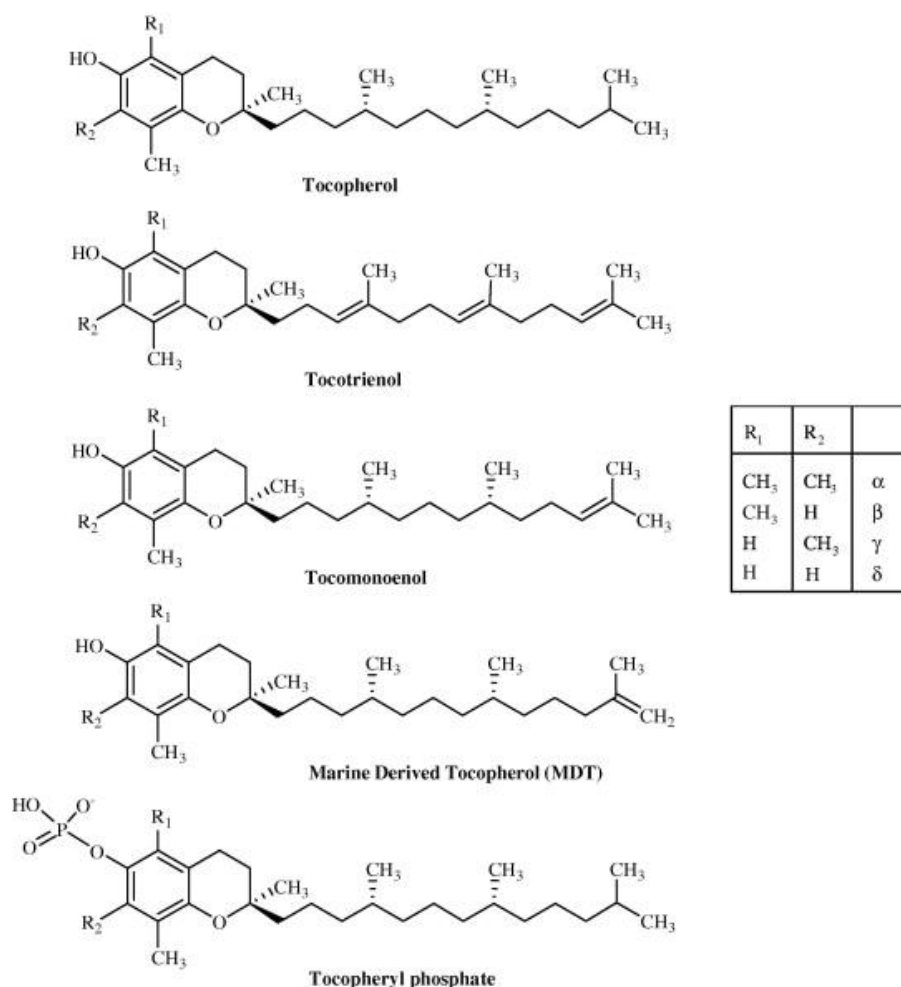 R₁
HO
CH₃ CH₃ CH₃
CH₃
R₂ O CH₃
CH₃
Tocopherol
R₁
HO
CH₃ CH₃ CH₃
CH₃
R₂ O CH₃
CH₃
Tocotrienol
R₁
HO
CH₃ CH₃ CH₃
CH₃
R₂ O CH₃
CH₃
Tocomonoenol
R₁ R₂
CH₃ CH₃ α
CH₃ H β
H CH₃ γ
H H δ
R₁
HO
CH₃ CH₃ CH₃
CH₃
R₂ O CH₂
CH₃
Marine Derived Tocopherol (MDT)
HO O⁻
P
O O
R₁
CH₃ CH₃ CH₃
CH₃
R₂ O CH₃
CH₃
Tocopheryl phosphate